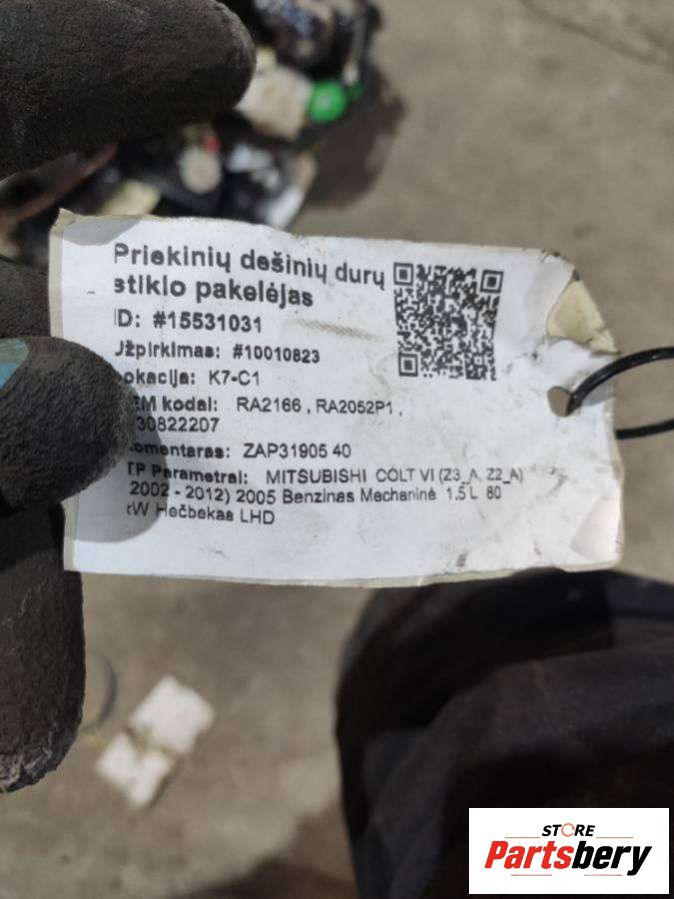 Priekinių dešinių durų
stiklo pakelėjas
ID: #15531031
Užpirkimas: #10010823
okacija: K7-C1
EM kodai: RA2166 , RA2052P1 ,
30822207
omentaras: ZAP31905 40
TP Parametrai: MITSUBISHI COLT VI (Z3_A, Z2_A)
2002 - 2012) 2005 Benzinas Mechaninė 1.5 L 80
kW Hečbekas LHD
STORE
Partsbery